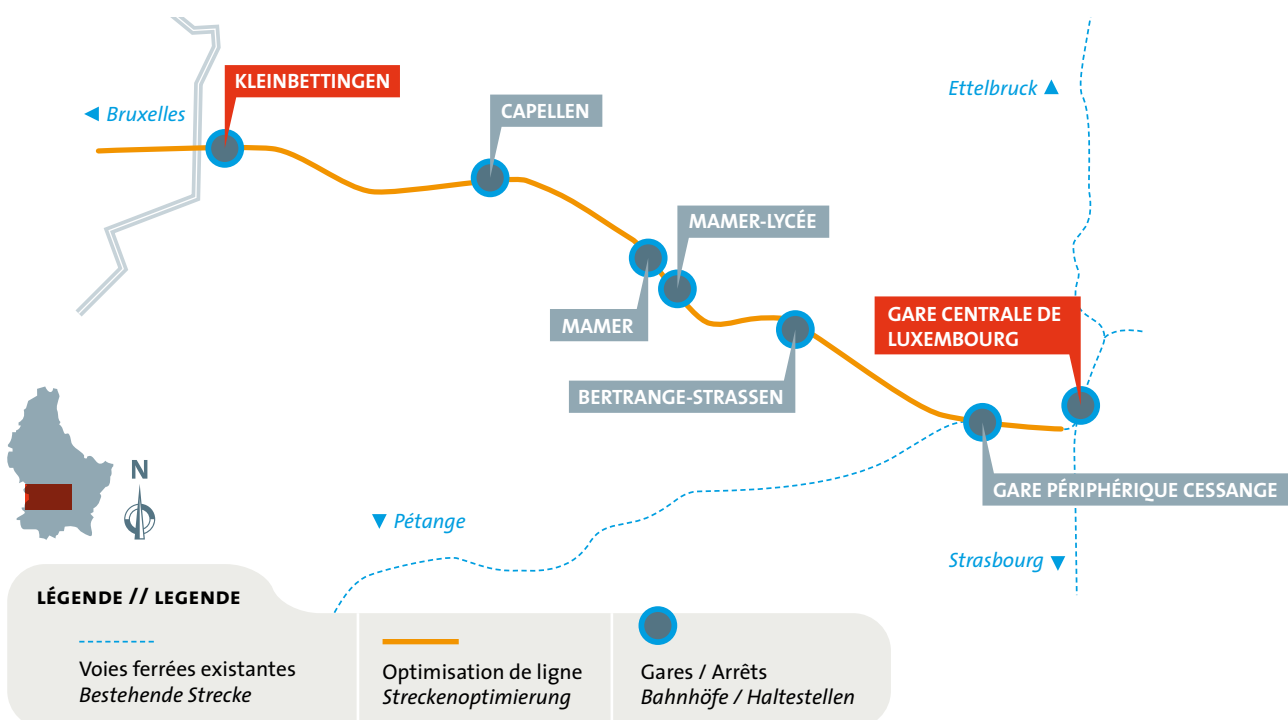 KLEINBETTINGEN
◄ Bruxelles
CAPELLEN
Ettelbruck ▲
MAMER-LYCÉE
MAMER
GARE CENTRALE DE
LUXEMBOURG
BERTRANGE-STRASSEN
N
GARE PÉRIPHÉRIQUE CESSANGE
▼ Pétange
Strasbourg ▼
LÉGENDE // LEGENDE
Voies ferrées existantes
Bestehende Strecke
Optimisation de ligne
Streckenoptimierung
Gares / Arrêts
Bahnhöfe / Haltestellen